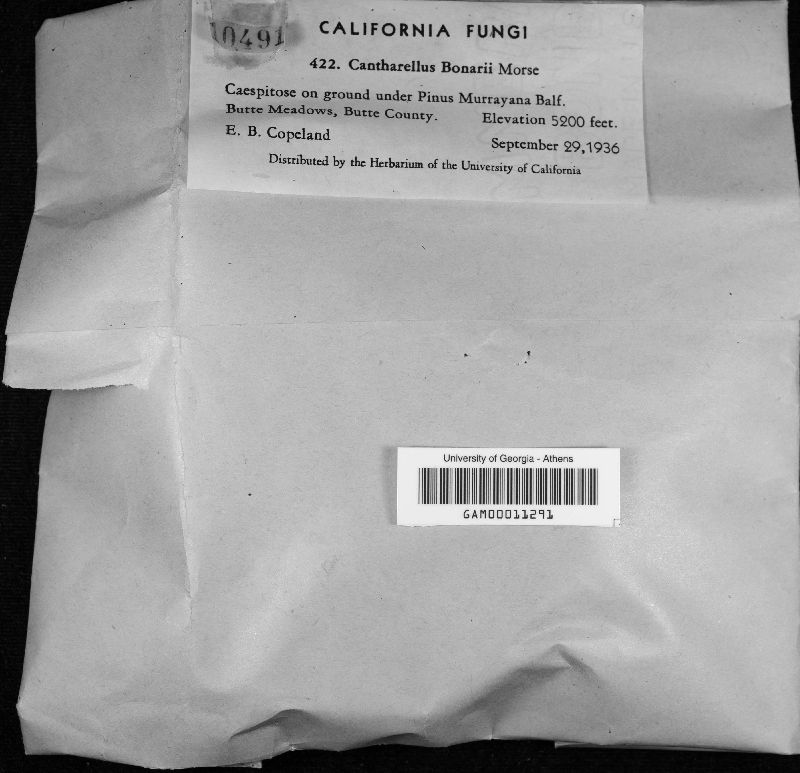 10491
CALIFORNIA FUNGI
422. Cantharellus Bonarii Morse
Caespitose on ground under Pinus Murrayana Balf.
Butte Meadows, Butte County. Elevation 5200 feet.
E. B. Copeland September 29,1936
Distributed by the Herbarium of the University of California
University of Georgia - Athens
GAM00011291